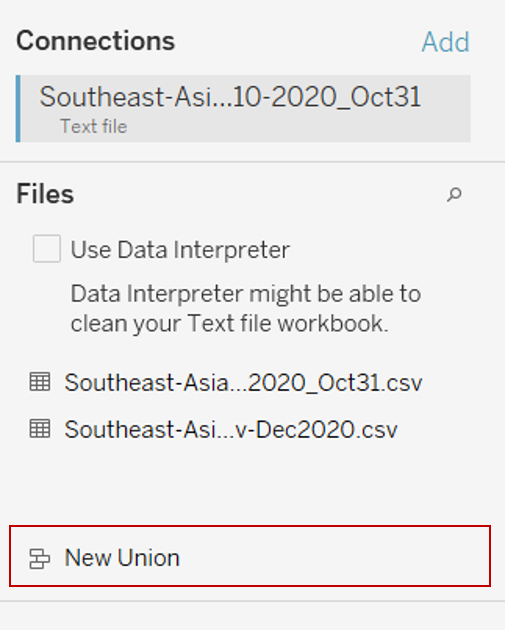 Connections Add
Southeast-Asi...10-2020_Oct31
Text file
Files
Use Data Interpreter
Data Interpreter might be able to
clean your Text file workbook.
Southeast-Asia...2020_Oct31.csv
Southeast-Asi...v-Dec2020.csv
New Union